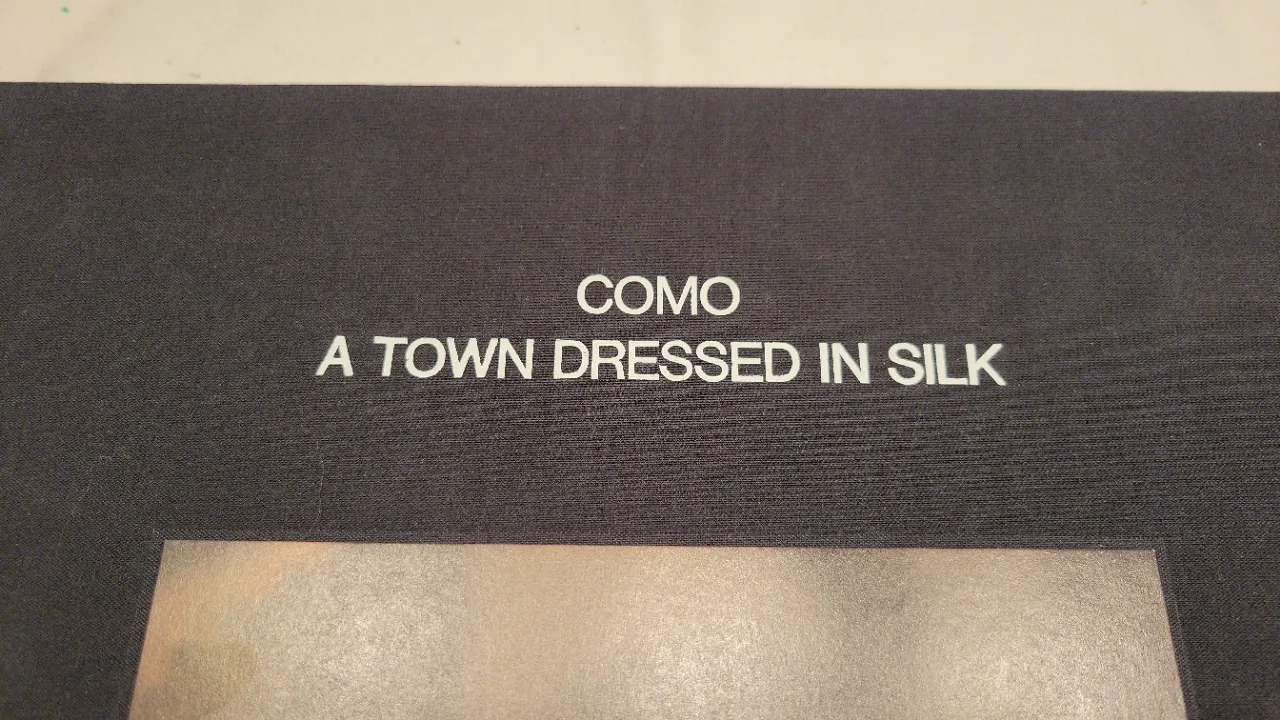 COMO
A TOWN DRESSED IN SILK